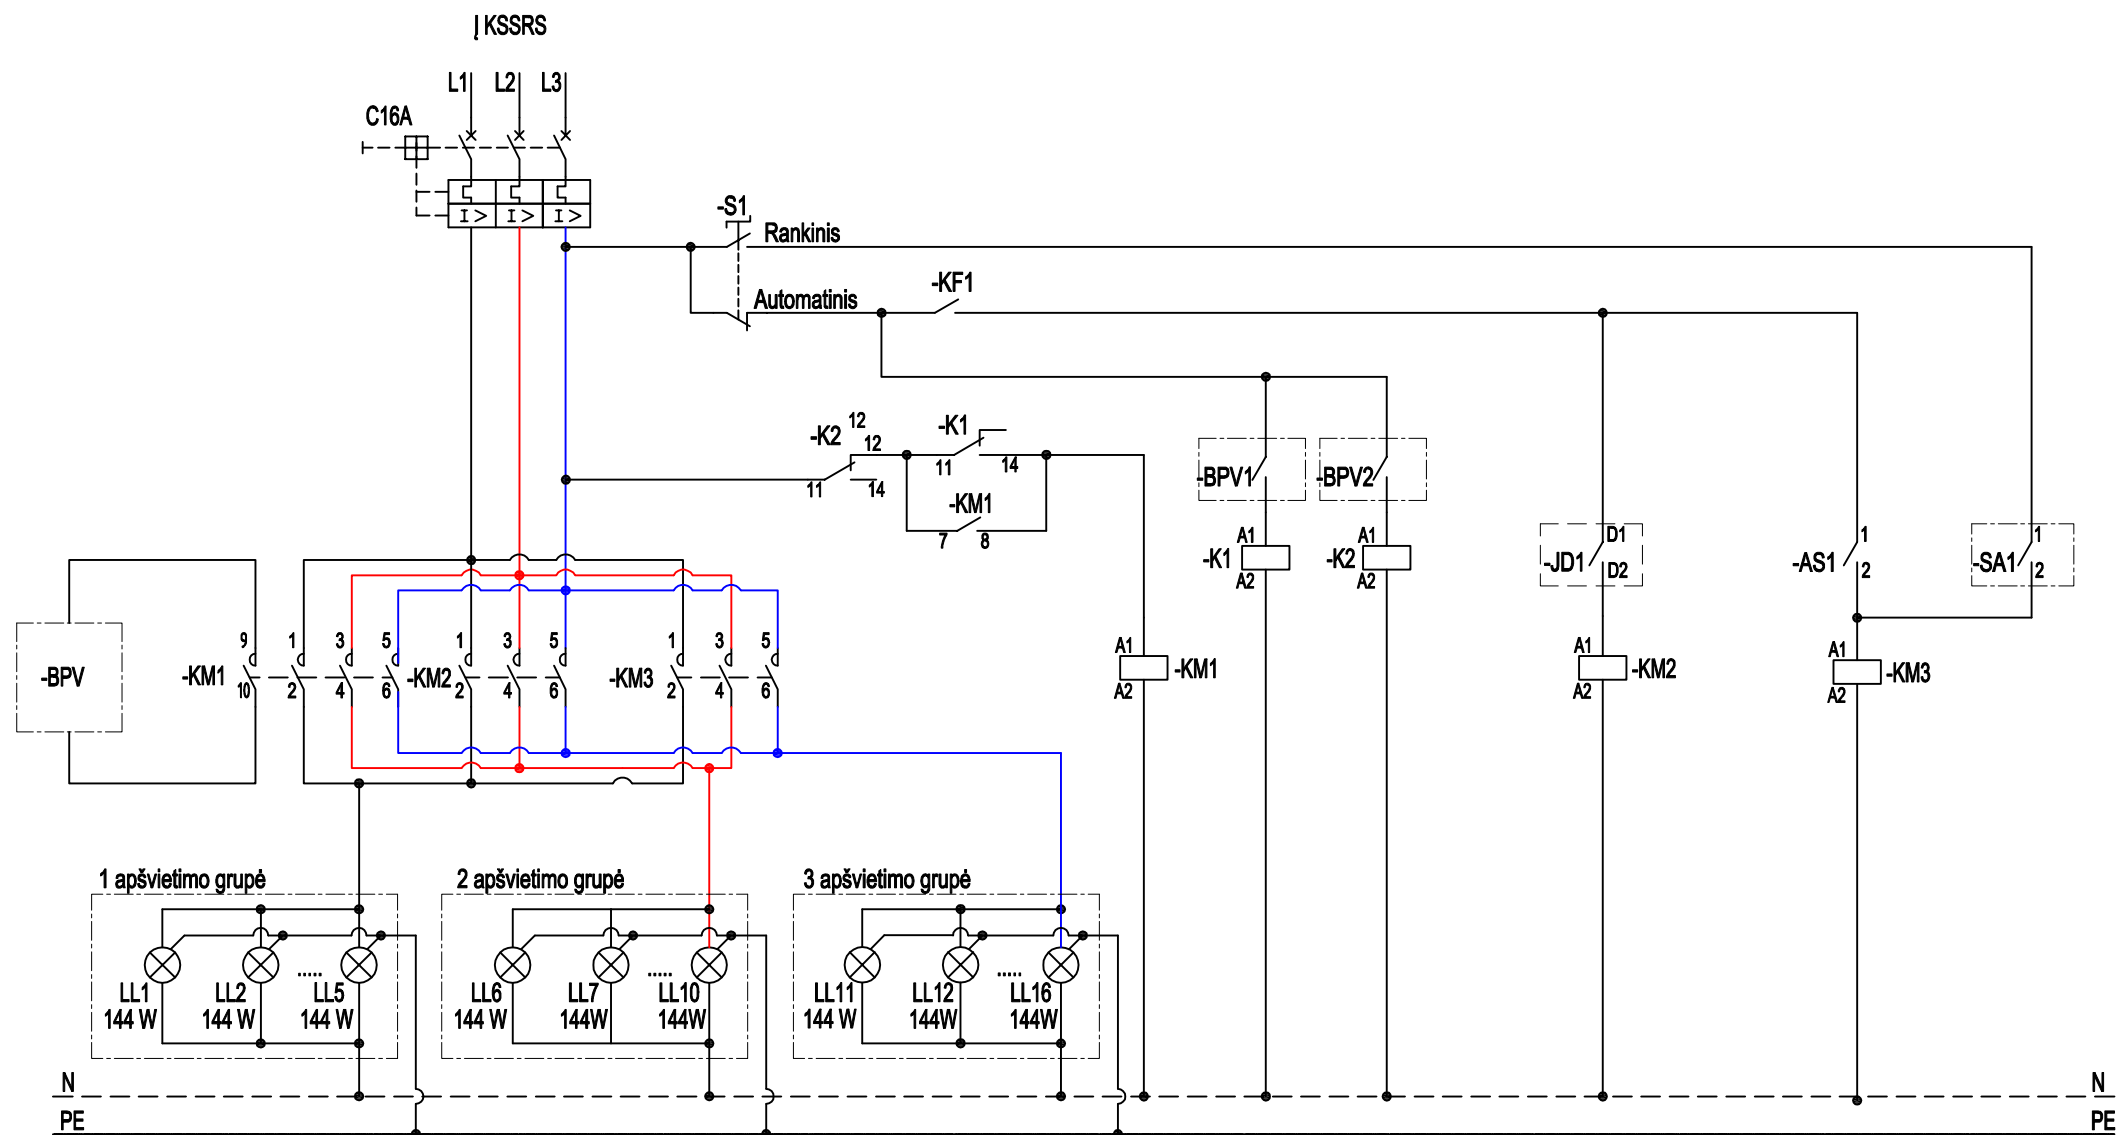 Į KSSRS
L1 L2 L3
C16A
I > I > I >
-S1
Rankinis
-KF1
Automatinis
12
-K2 12 -K1
11 14 11 14
-KM1
7 8
-BPV1 -BPV2
A1 A1
-K1 -K2
A2 A2
D1 1 1
-JD1 -AS1 -SA1
D2 2 2
9 1 3 5 1 3 5 1 3 5
-BPV -KM1 -KM2 -KM3
10 2 4 6 2 4 6 2 4 6
A1 A1 A1
-KM1 -KM2 -KM3
A2 A2 A2
1 apšvietimo grupė 2 apšvietimo grupė 3 apšvietimo grupė
..... ..... .....
LL1 LL2 LL5 LL6 LL7 LL10 LL11 LL12 LL16
144 W 144 W 144 W 144 W 144W 144W 144 W 144W 144W
N N
PE PE